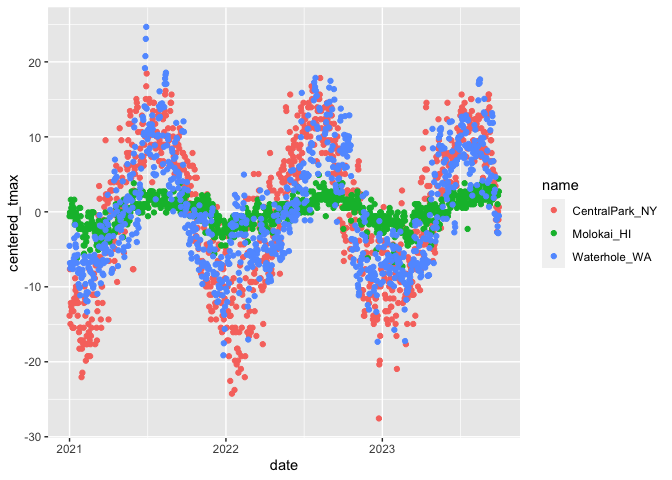 centered_tmax
20
10
0
-10
-20
-30
2021 2022 2023
date
name
CentralPark_NY
Molokai_HI
Waterhole_WA